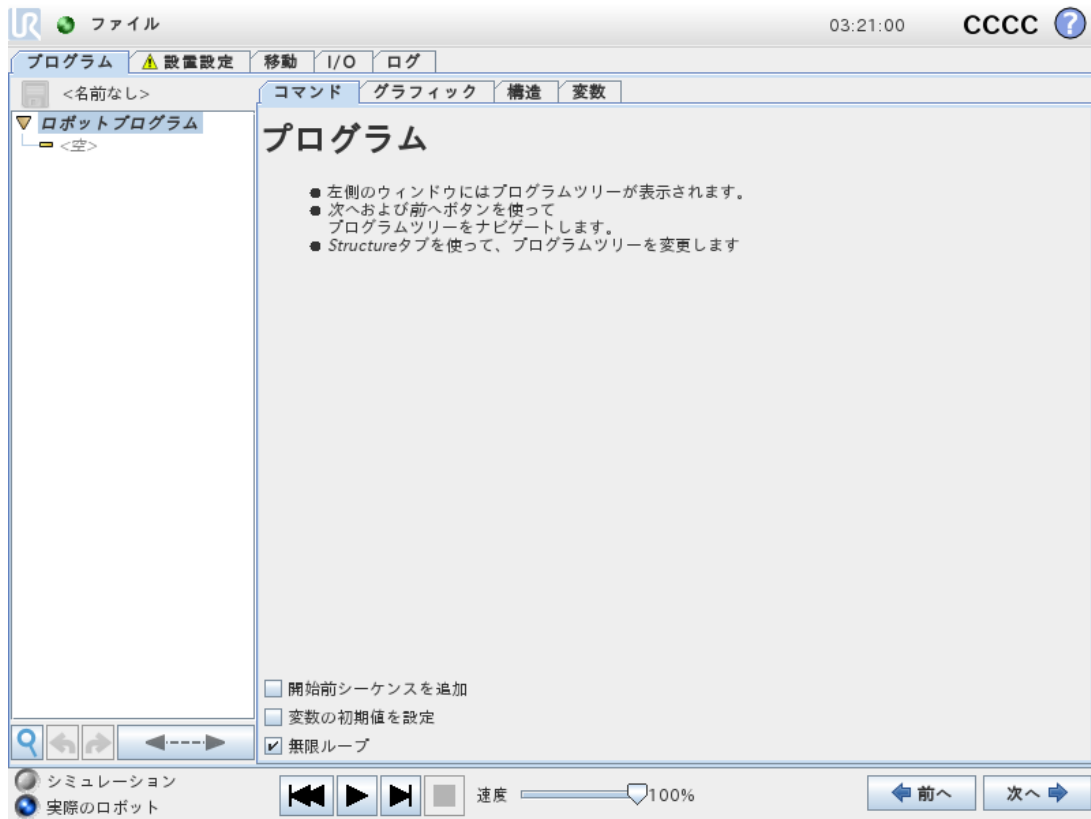 UR ファイル 03:21:00 CCCC ?
プログラム 設置設定 移動 I/O ログ
<名前なし> コマンド グラフィック 構造 変数
ロボットプログラム
<空>
プログラム
左側のウィンドウにはプログラムツリーが表示されます。
次へおよび前へボタンを使って
プログラムツリーをナビゲートします。
Structureタブを使って、プログラムツリーを変更します
開始前シーケンスを追加
変数の初期値を設定
無限ループ
シミュレーション
実際のロボット
速度 100% 前へ 次へ